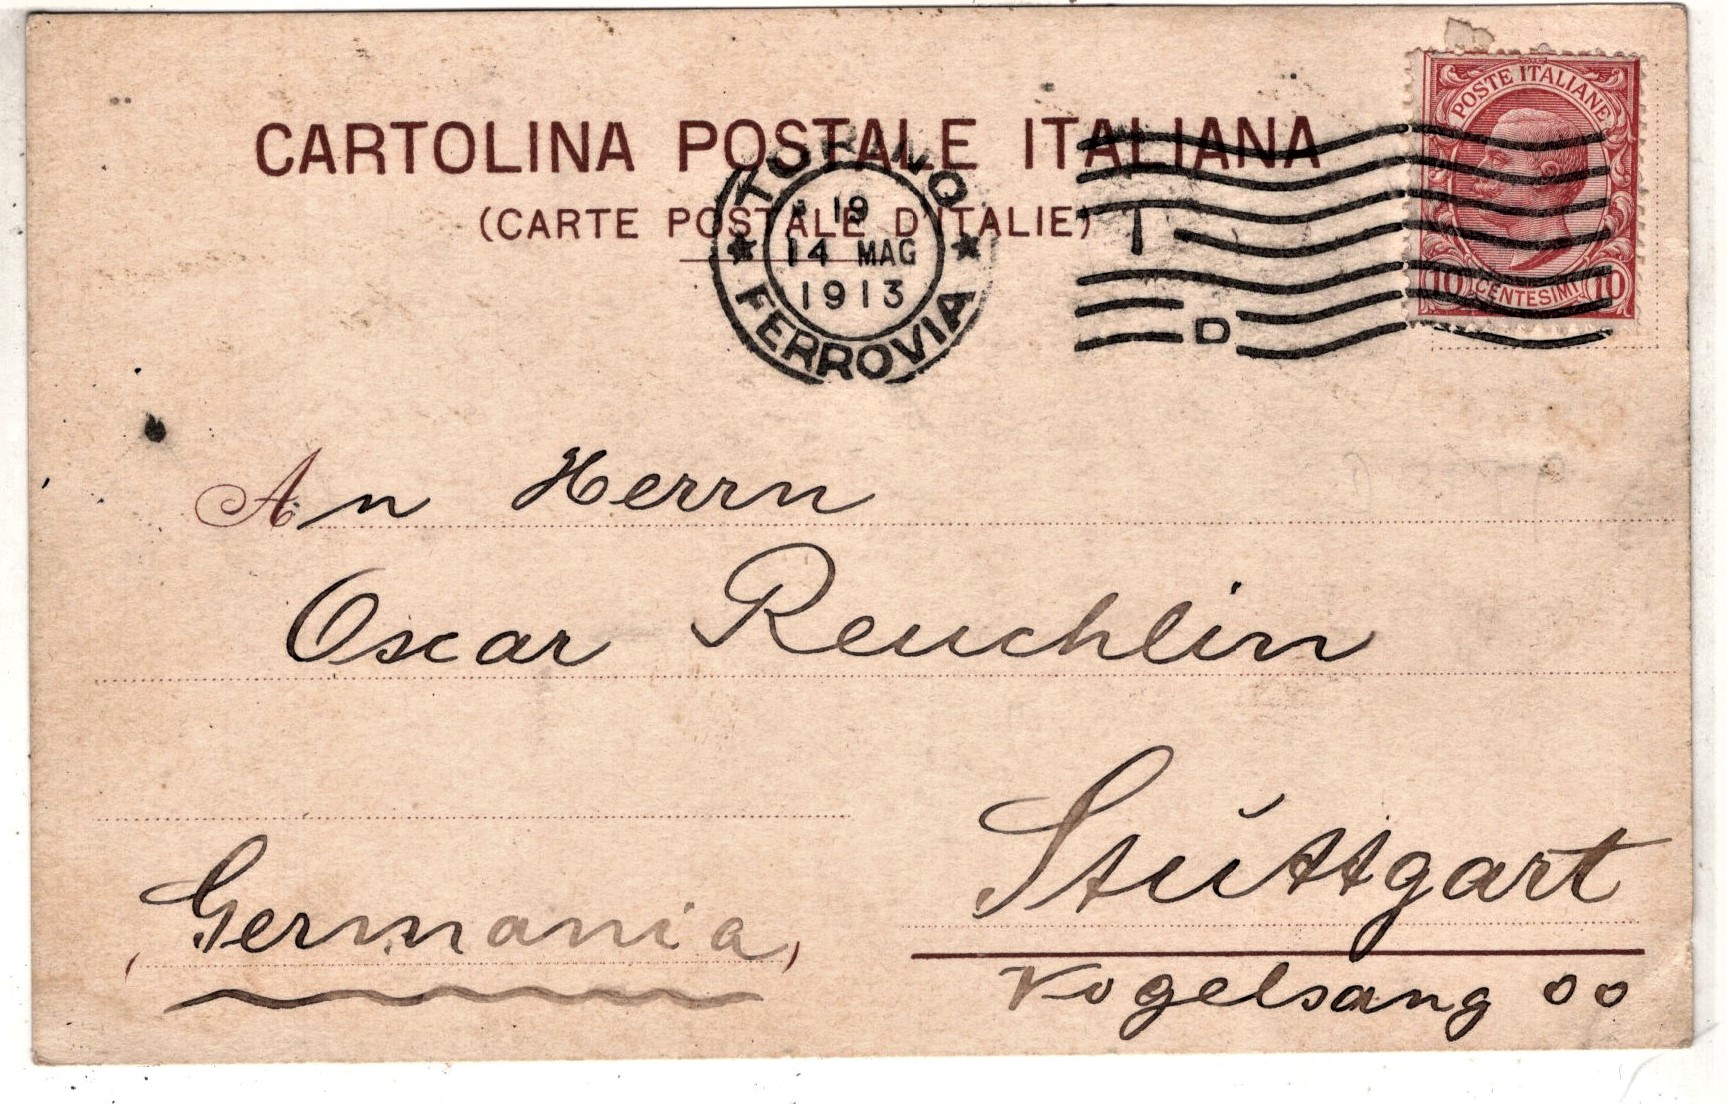 CARTOLINA POSTALE ITALIANA
(CARTE POSTALE D'ITALIE)
POSTE ITALIANE
10 CENTESIMI 10
TORINO
19
14 MAG
1913
FERROVIA
D
An Herrn
Oscar Reuchlin
Stuttgart
(Germania)
Vogelsang 00